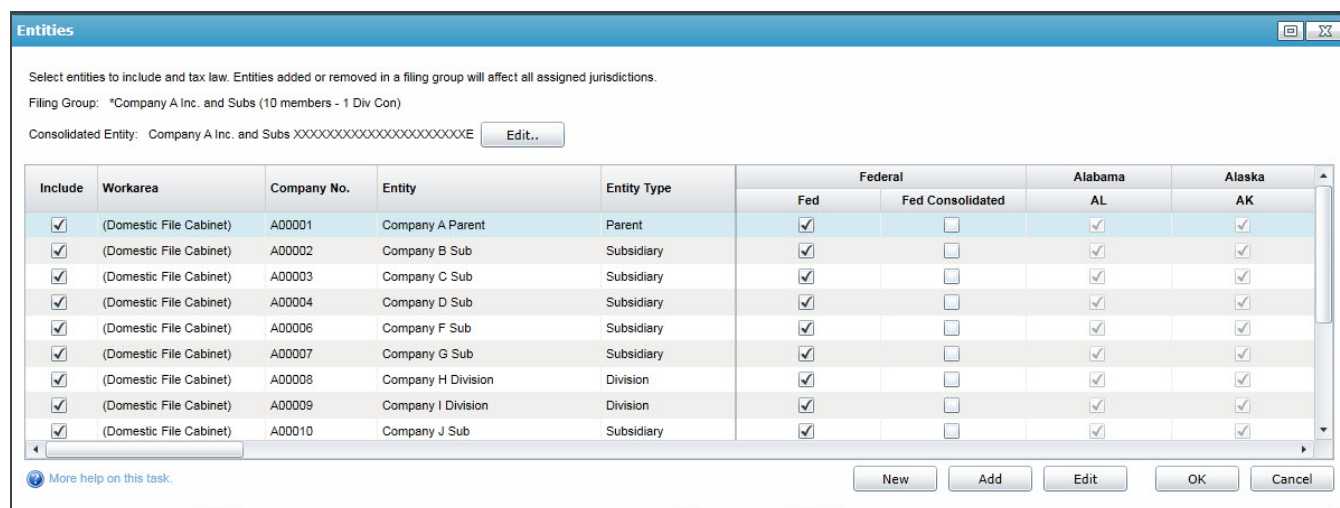 Entities
Select entities to include and tax law. Entities added or removed in a filing group will affect all assigned jurisdictions.
Filing Group: *Company A Inc. and Subs (10 members - 1 Div Con)
Consolidated Entity: Company A Inc. and Subs XXXXXXXXXXXXXXXXXXXXXXE Edit..
Include Workarea Company No. Entity Entity Type Federal Alabama Alaska
Fed Fed Consolidated AL AK
(Domestic File Cabinet) A00001 Company A Parent Parent
(Domestic File Cabinet) A00002 Company B Sub Subsidiary
(Domestic File Cabinet) A00003 Company C Sub Subsidiary
(Domestic File Cabinet) A00004 Company D Sub Subsidiary
(Domestic File Cabinet) A00006 Company F Sub Subsidiary
(Domestic File Cabinet) A00007 Company G Sub Subsidiary
(Domestic File Cabinet) A00008 Company H Division Division
(Domestic File Cabinet) A00009 Company I Division Division
(Domestic File Cabinet) A00010 Company J Sub Subsidiary
More help on this task. New Add Edit OK Cancel